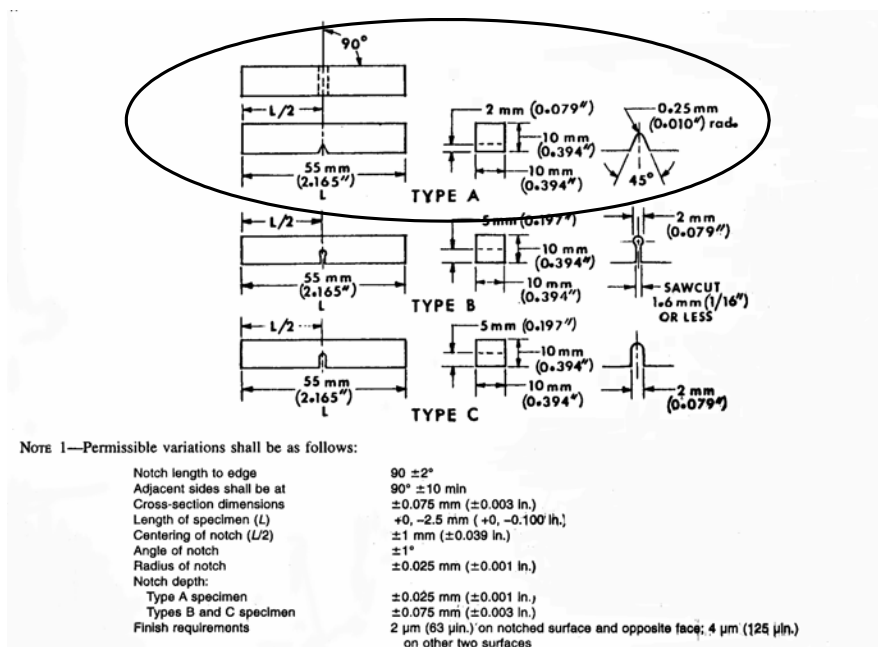 90°
L/2
2 mm (0.079")
0.25 mm
(0.010") rad.
10 mm
(0.394")
55 mm
(2.165")
L
10 mm
(0.394")
45°
TYPE A
L/2
5 mm (0.197")
2 mm
(0.079")
10 mm
(0.394")
55 mm
(2.165")
L
10 mm
(0.394")
SAWCUT
1.6 mm (1/16")
OR LESS
TYPE B
L/2
5 mm (0.197")
10 mm
(0.394")
55 mm
(2.165")
L
10 mm
(0.394")
2 mm
(0.079")
TYPE C
NOTE 1—Permissible variations shall be as follows:
Notch length to edge 90 ±2°
Adjacent sides shall be at 90° ±10 min
Cross-section dimensions ±0.075 mm (±0.003 in.)
Length of specimen (L) +0, −2.5 mm ( +0, −0.100 in.)
Centering of notch (L/2) ±1 mm (±0.039 in.)
Angle of notch ±1°
Radius of notch ±0.025 mm (±0.001 in.)
Notch depth:
Type A specimen ±0.025 mm (±0.001 in.)
Types B and C specimen ±0.075 mm (±0.003 in.)
Finish requirements 2 μm (63 μin.) on notched surface and opposite face; 4 μm (125 μin.)
on other two surfaces